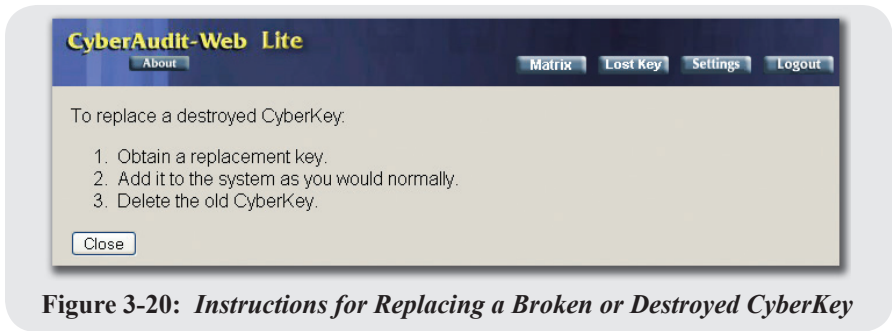 CyberAudit-Web Lite
About
Matrix Lost Key Settings Logout
To replace a destroyed CyberKey:
1. Obtain a replacement key.
2. Add it to the system as you would normally.
3. Delete the old CyberKey.
Close
Figure 3-20: Instructions for Replacing a Broken or Destroyed CyberKey